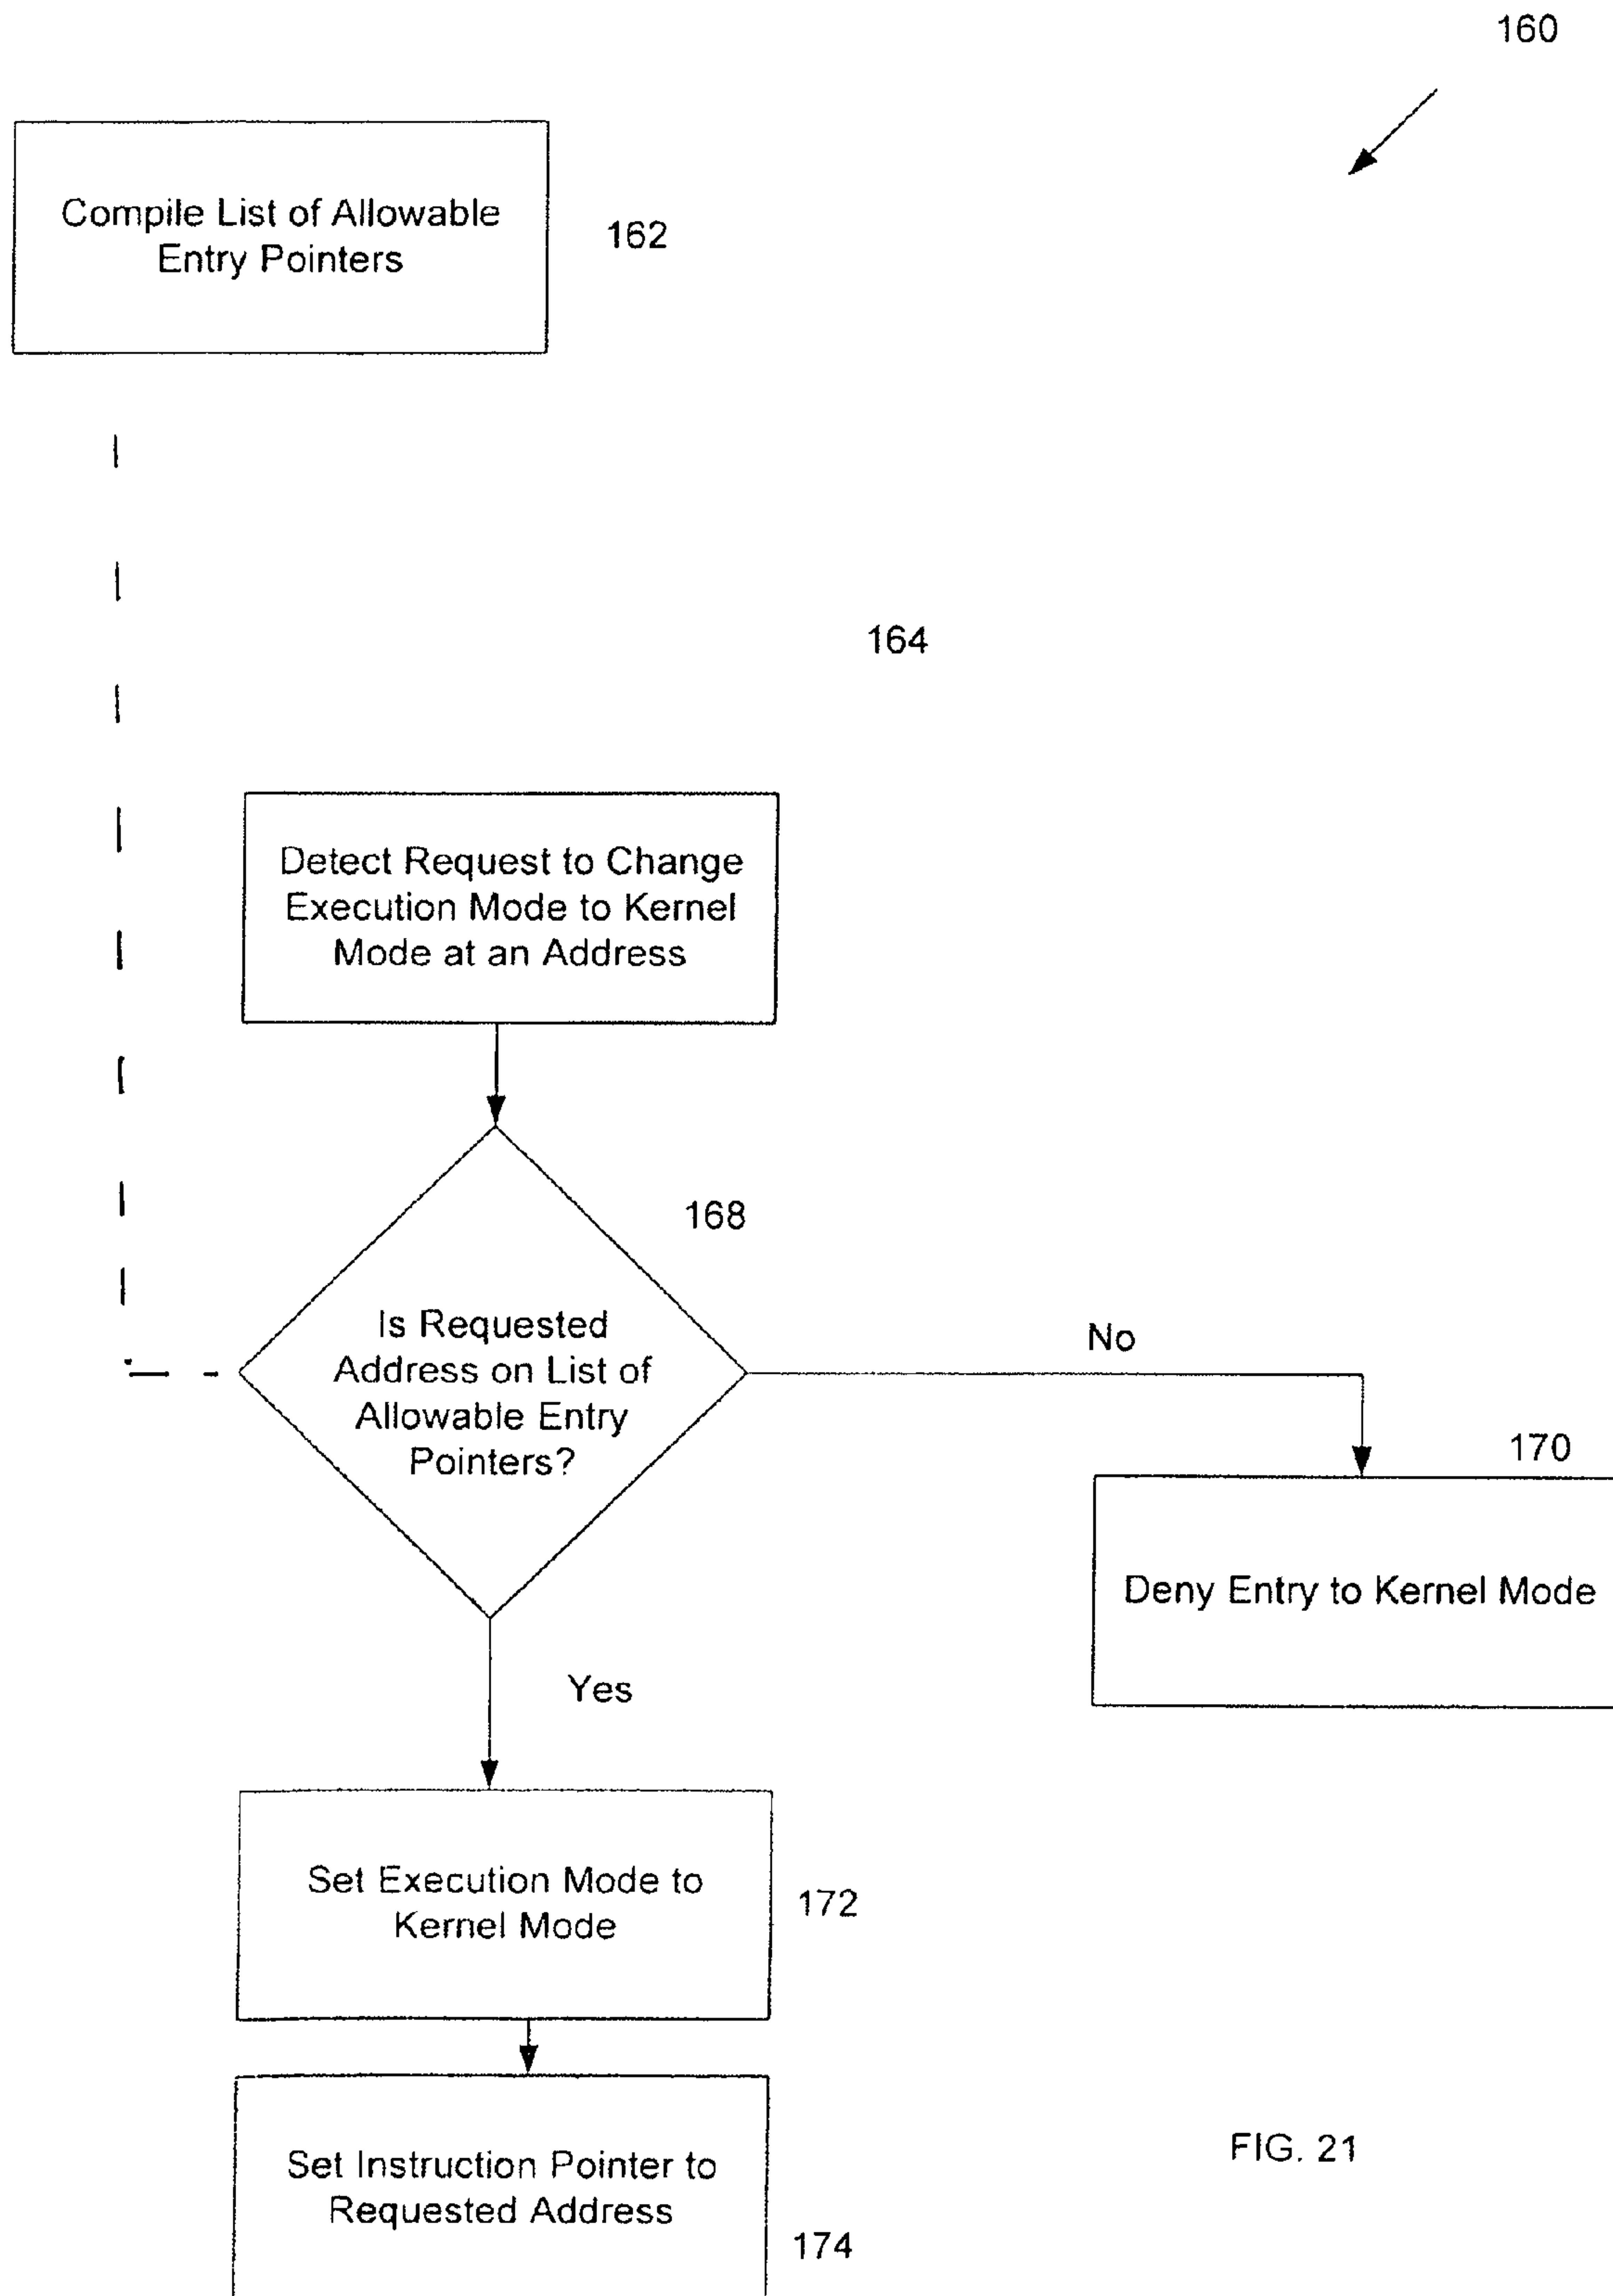 160
Compile List of Allowable
Entry Pointers
162
164
Detect Request to Change
Execution Mode to Kernel
Mode at an Address
168
Is Requested
Address on List of
Allowable Entry
Pointers?
No
170
Deny Entry to Kernel Mode
Yes
Set Execution Mode to
Kernel Mode
172
Set Instruction Pointer to
Requested Address
174
FIG. 21